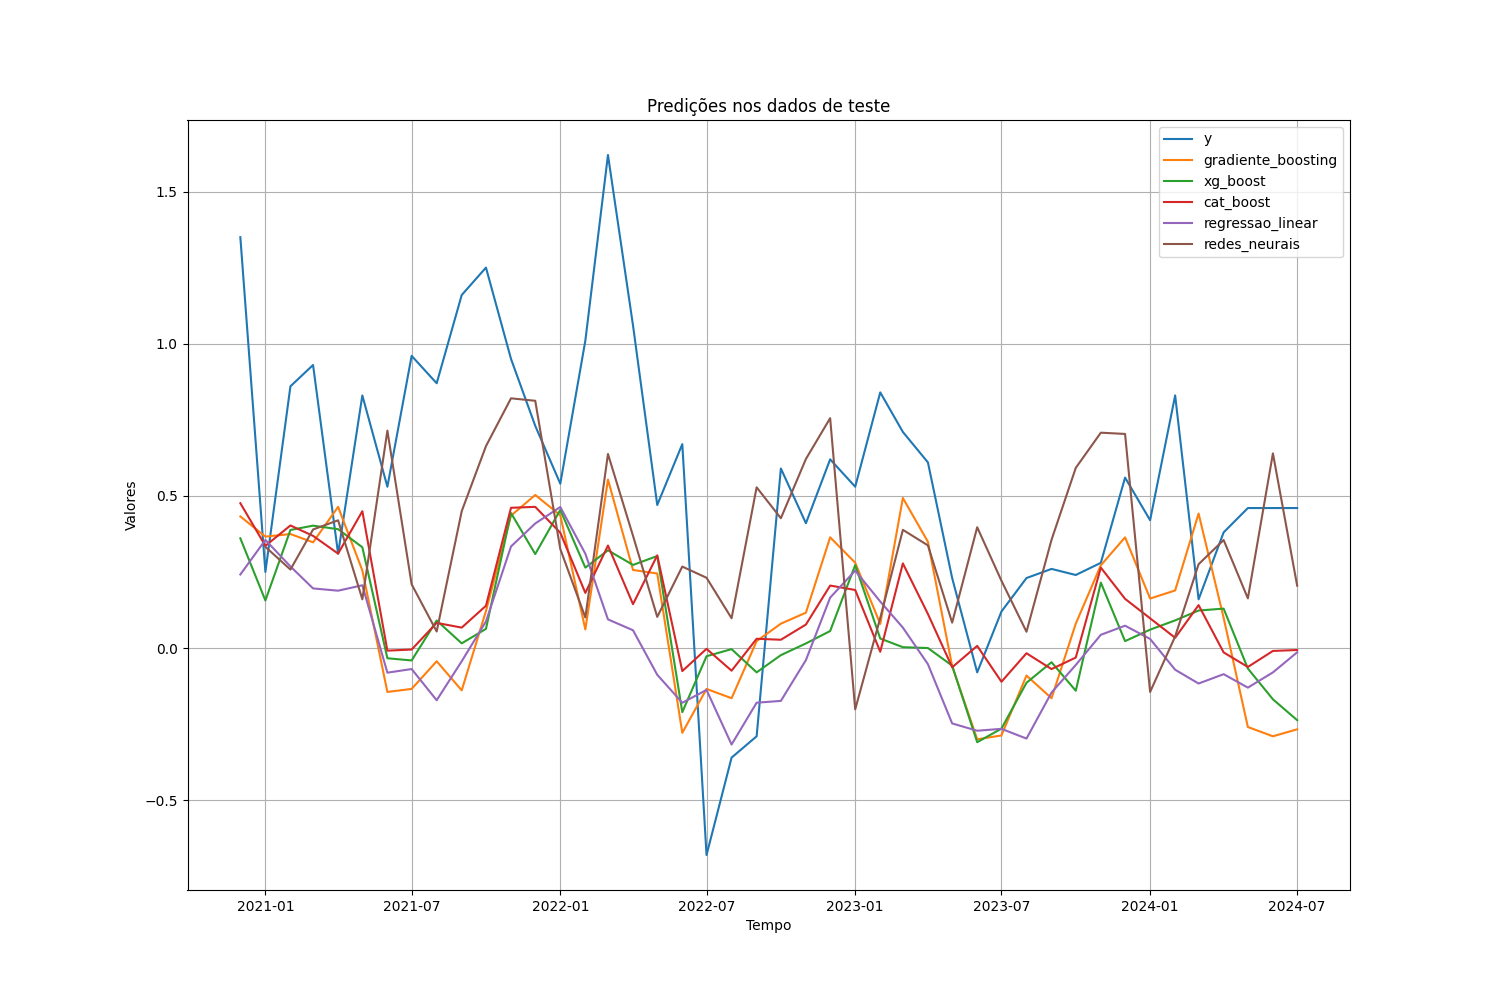 Predições nos dados de teste
y
gradiente_boosting
xg_boost
cat_boost
regressao_linear
redes_neurais
Valores
1.5
1.0
0.5
0.0
−0.5
2021-01 2021-07 2022-01 2022-07 2023-01 2023-07 2024-01 2024-07
Tempo